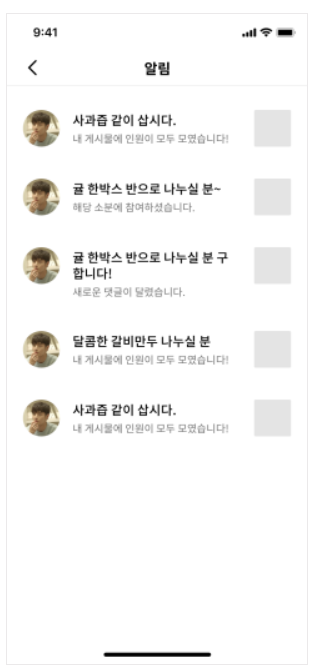 9:41
알림
사과즙 같이 삽시다.
내 게시물에 인원이 모두 모였습니다!
귤 한박스 반으로 나누실 분~
해당 소분에 참여하셨습니다.
귤 한박스 반으로 나누실 분 구
합니다!
새로운 댓글이 달렸습니다.
달콤한 갈비만두 나누실 분
내 게시물에 인원이 모두 모였습니다!
사과즙 같이 삽시다.
내 게시물에 인원이 모두 모였습니다!